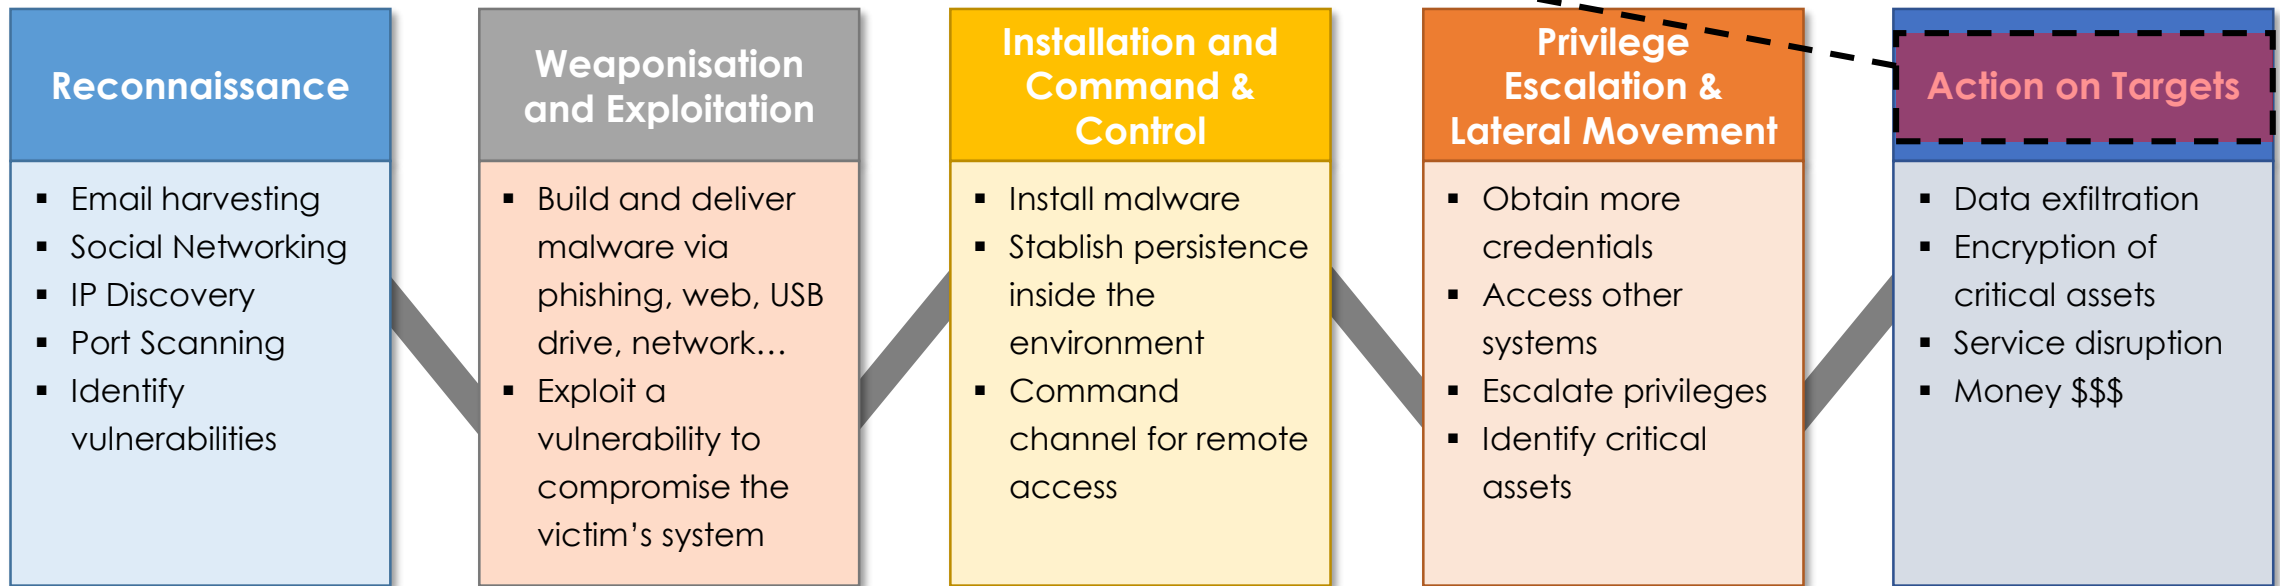 Reconnaissance
▪ Email harvesting
▪ Social Networking
▪ IP Discovery
▪ Port Scanning
▪ Identify
vulnerabilities
Weaponisation
and Exploitation
▪ Build and deliver
malware via
phishing, web, USB
drive, network…
▪ Exploit a
vulnerability to
compromise the
victim’s system
Installation and
Command &
Control
▪ Install malware
▪ Stablish persistence
inside the
environment
▪ Command
channel for remote
access
Privilege
Escalation &
Lateral Movement
▪ Obtain more
credentials
▪ Access other
systems
▪ Escalate privileges
▪ Identify critical
assets
Action on Targets
▪ Data exfiltration
▪ Encryption of
critical assets
▪ Service disruption
▪ Money $$$